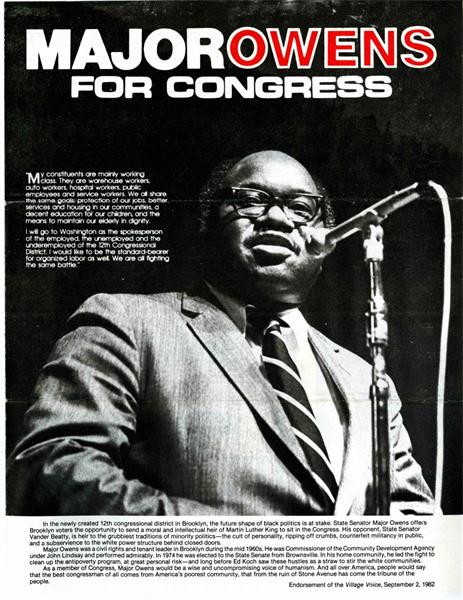 MAJOROWENS
FOR CONGRESS
"My constituents are mainly working
class. They are warehouse workers,
auto workers, hospital workers, public
employees and service workers. We all share
the same goals: protection of our jobs, better
services and housing in our communities, a
decent education for our children, and the
means to maintain our elderly in dignity.
I will go to Washington as the spokesperson
of the employed, the unemployed and the
underemployed of the 12th Congressional
District. I would like to be the standard-bearer
for organized labor as well. We are all fighting
the same battle."
In the newly created 12th congressional district in Brooklyn, the future shape of black politics is at stake. State Senator Major Owens offers
Brooklyn voters the opportunity to send a moral and intellectual heir of Martin Luther King to sit in the Congress. His opponent, State Senator
Vander Beatty, is heir to the grubbiest traditions of minority politics—the cult of personality, ripping off crumbs, counterfeit militancy in public,
and a subservience to the white power structure behind closed doors.
Major Owens was a civil rights and tenant leader in Brooklyn during the mid 1960s. He was Commissioner of the Community Development Agency
under John Lindsay and performed admirably. In 1974 he was elected to the State Senate from Brownsville. In his home community, he led the fight to
clean up the antipoverty program, at great personal risk—and long before Ed Koch saw these hustles as a straw to stir the white communities.
As a member of Congress, Major Owens would be a wise and uncompromising voice of humanism. And all over America, people would say
that the best congressman of all comes from America's poorest community, that from the ruin of Stone Avenue has come the tribune of the
people.
Endorsement of the Village Voice, September 2, 1982